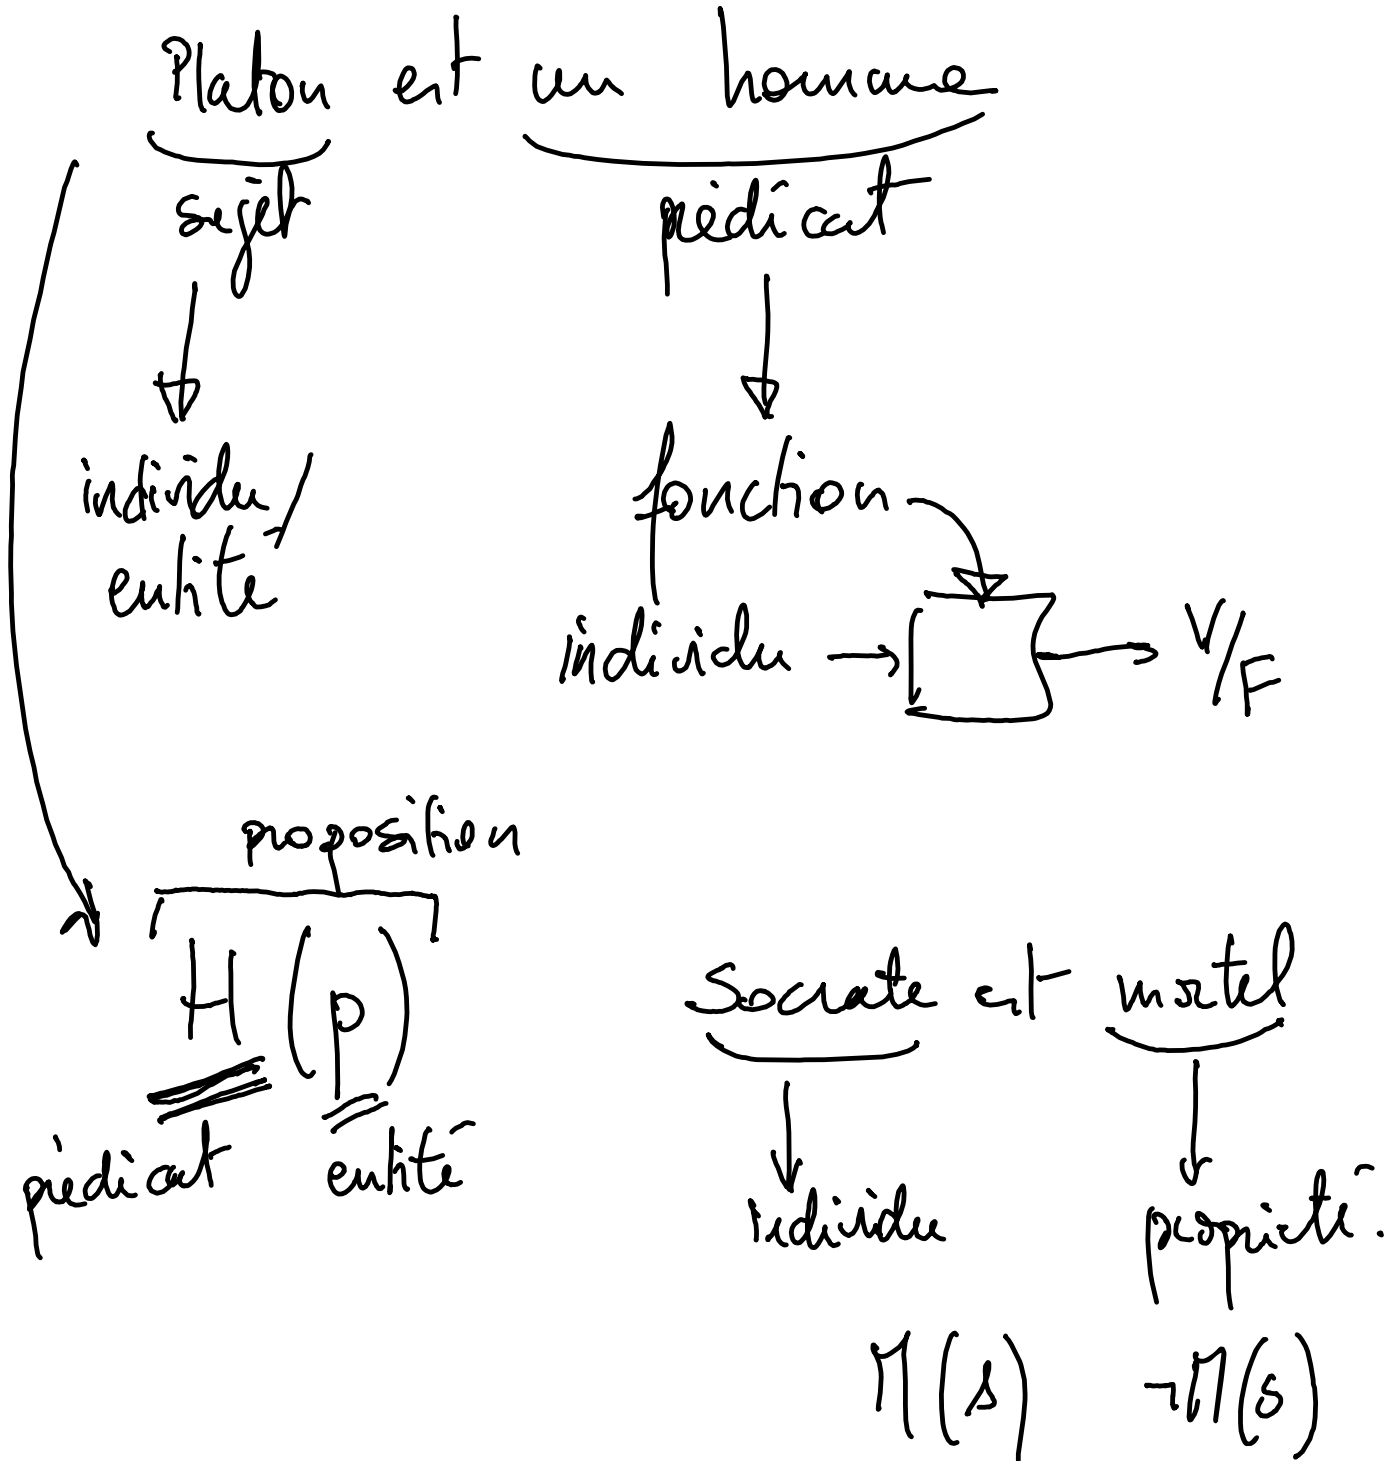 Platon est un homme
sujet prédicat
individu/
entité
fonction
individu V/F
proposition
H(p)
prédicat entité
Socrate est mortel
individu propriété.
M(s) ¬M(s)